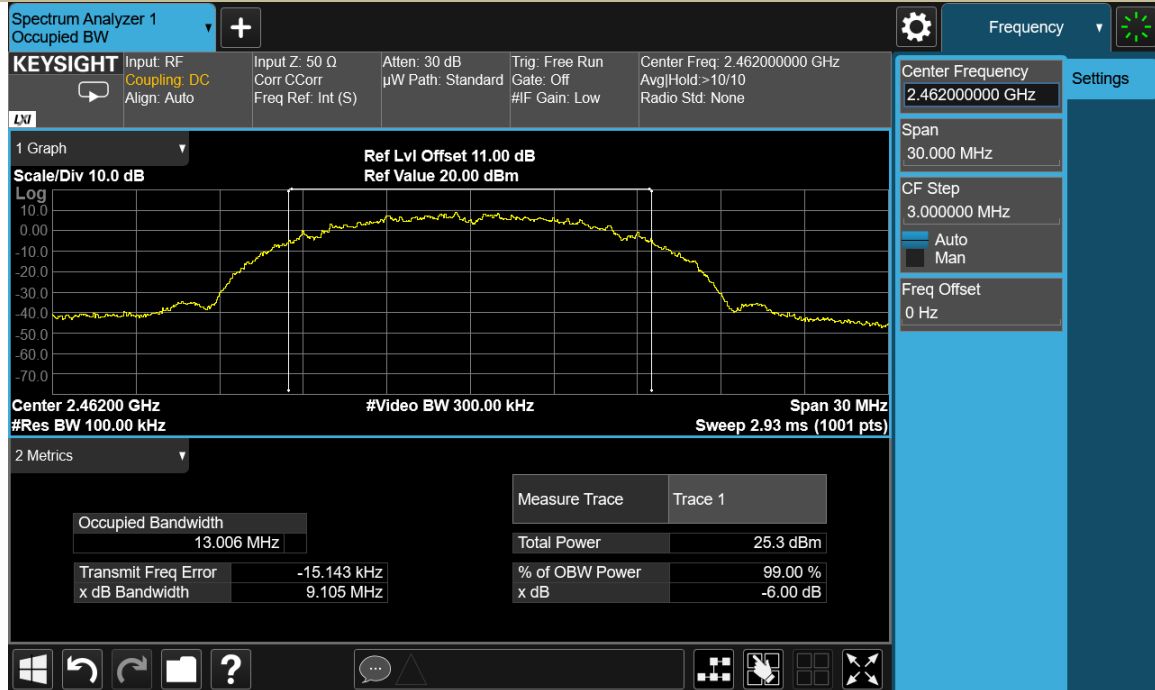 Spectrum Analyzer 1
Occupied BW
+
Frequency
KEYSIGHT
LXI
Input: RF
Coupling: DC
Align: Auto
Input Z: 50 Ω
Corr CCorr
Freq Ref: Int (S)
Atten: 30 dB
µW Path: Standard
Trig: Free Run
Gate: Off
#IF Gain: Low
Center Freq: 2.462000000 GHz
Avg|Hold:>10/10
Radio Std: None
Center Frequency
2.462000000 GHz
Settings
Span
30.000 MHz
CF Step
3.000000 MHz
Auto
Man
Freq Offset
0 Hz
1 Graph
Scale/Div 10.0 dB
Ref Lvl Offset 11.00 dB
Ref Value 20.00 dBm
Log
10.0
0.00
-10.0
-20.0
-30.0
-40.0
-50.0
-60.0
-70.0
Center 2.46200 GHz
#Video BW 300.00 kHz
Span 30 MHz
#Res BW 100.00 kHz
Sweep 2.93 ms (1001 pts)
2 Metrics
Measure Trace Trace 1
Occupied Bandwidth
13.006 MHz
Total Power 25.3 dBm
Transmit Freq Error -15.143 kHz
% of OBW Power 99.00 %
x dB Bandwidth 9.105 MHz
x dB -6.00 dB
?